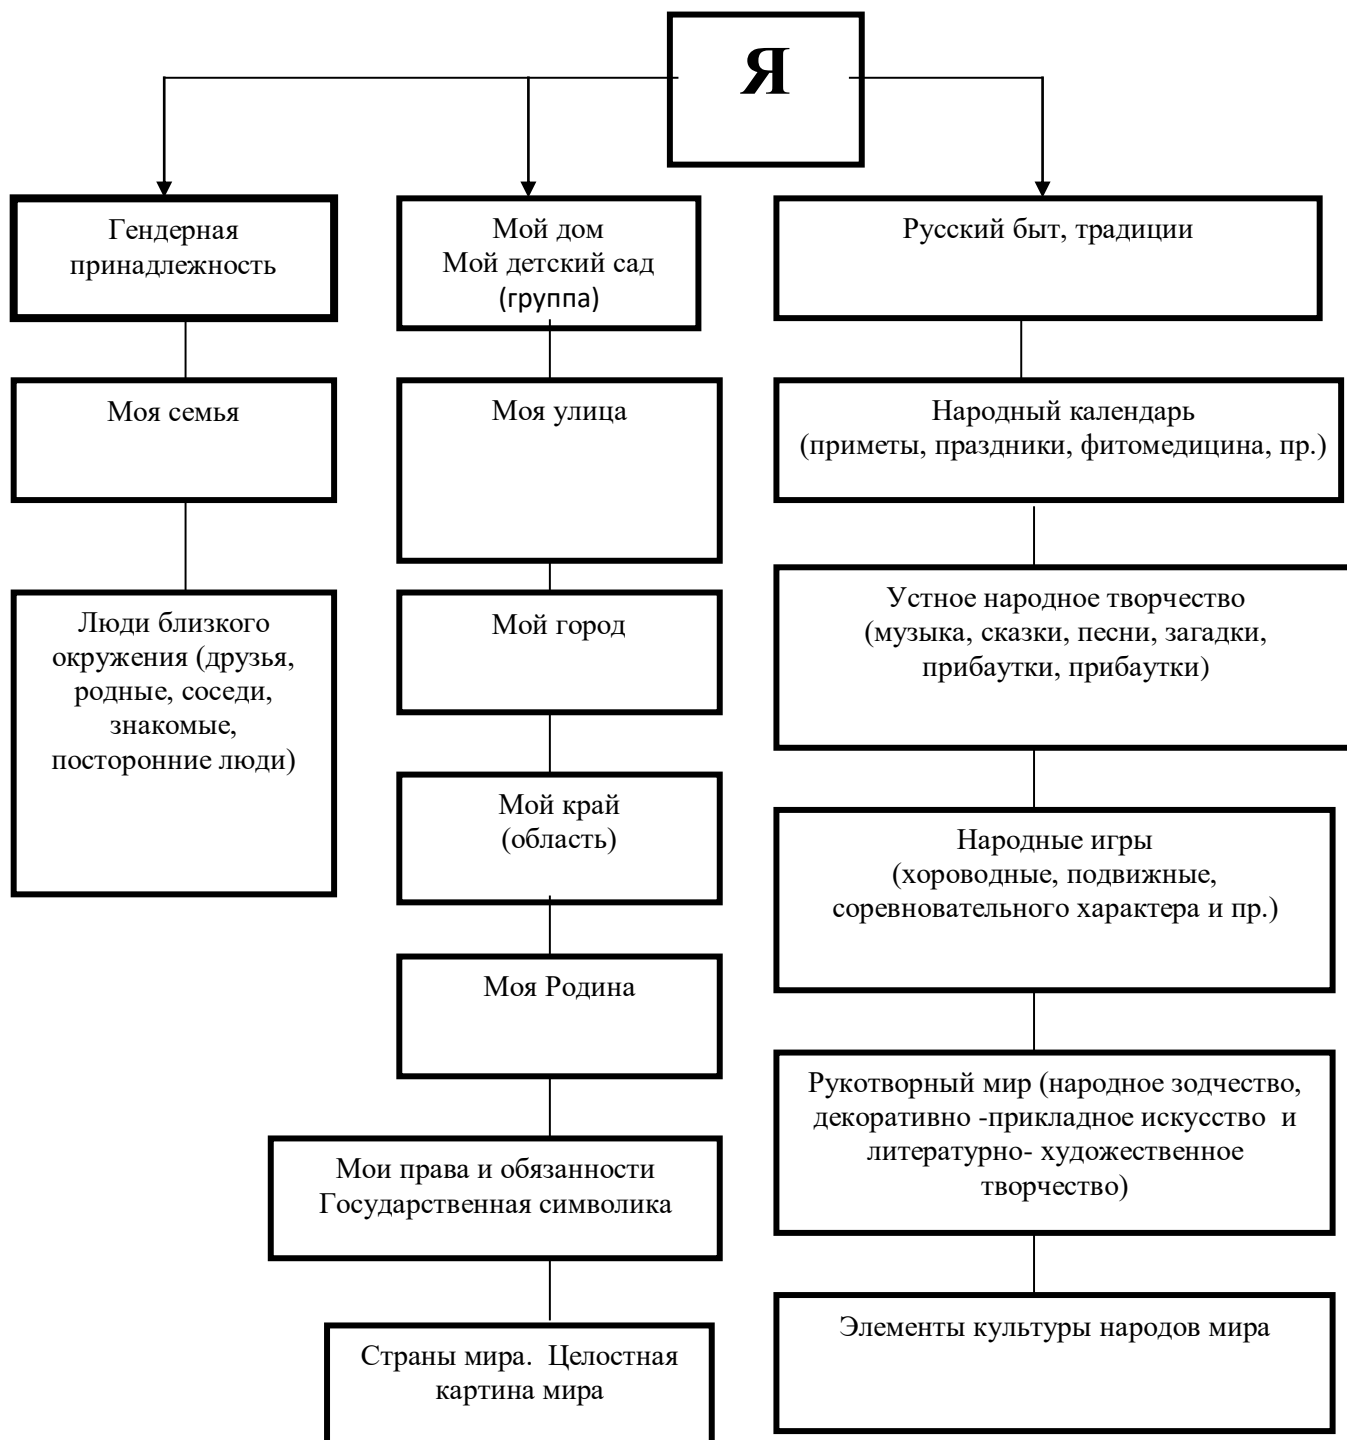 Я
Гендерная
принадлежность
Моя семья
Люди близкого
окружения (друзья,
родные, соседи,
знакомые,
посторонние люди)
Мой дом
Мой детский сад
(группа)
Моя улица
Мой город
Мой край
(область)
Моя Родина
Мои права и обязанности
Государственная символика
Страны мира.  Целостная
картина мира
Русский быт, традиции
Народный календарь
(приметы, праздники, фитомедицина, пр.)
Устное народное творчество
(музыка, сказки, песни, загадки,
прибаутки, прибаутки)
Народные игры
(хороводные, подвижные,
соревновательного характера и пр.)
Рукотворный мир (народное зодчество,
декоративно -прикладное искусство  и
литературно- художественное
творчество)
Элементы культуры народов мира